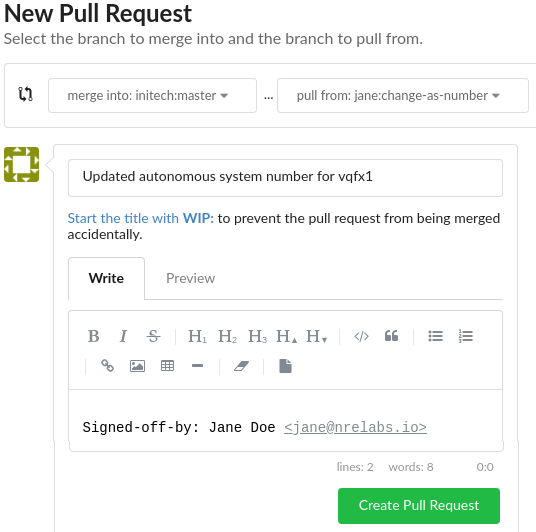 New Pull Request
Select the branch to merge into and the branch to pull from.
merge into: initech:master ... pull from: jane:change-as-number
Updated autonomous system number for vqfx1
Start the title with WIP: to prevent the pull request from being merged
accidentally.
Write Preview
B I S H1 H2 H3 H▲ H▼ </> ❝
Signed-off-by: Jane Doe <jane@nrelabs.io>
lines: 2 words: 8 0:0
Create Pull Request